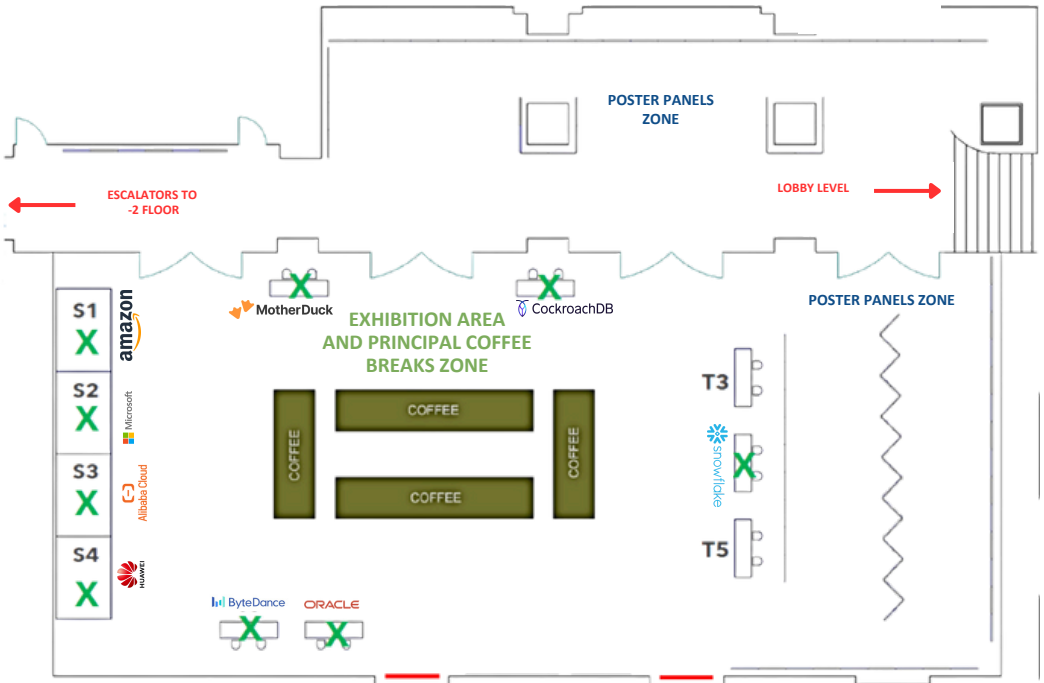 POSTER PANELS
ZONE
ESCALATORS TO
-2 FLOOR
LOBBY LEVEL
POSTER PANELS ZONE
MotherDuck
CockroachDB
EXHIBITION AREA
AND PRINCIPAL COFFEE
BREAKS ZONE
S1
X
amazon
S2
X
Microsoft
S3
X
Alibaba Cloud
S4
X
HUAWEI
X
X
COFFEE
COFFEE
COFFEE
COFFEE
T3
X
snowflake
T5
ByteDance
ORACLE
X
X